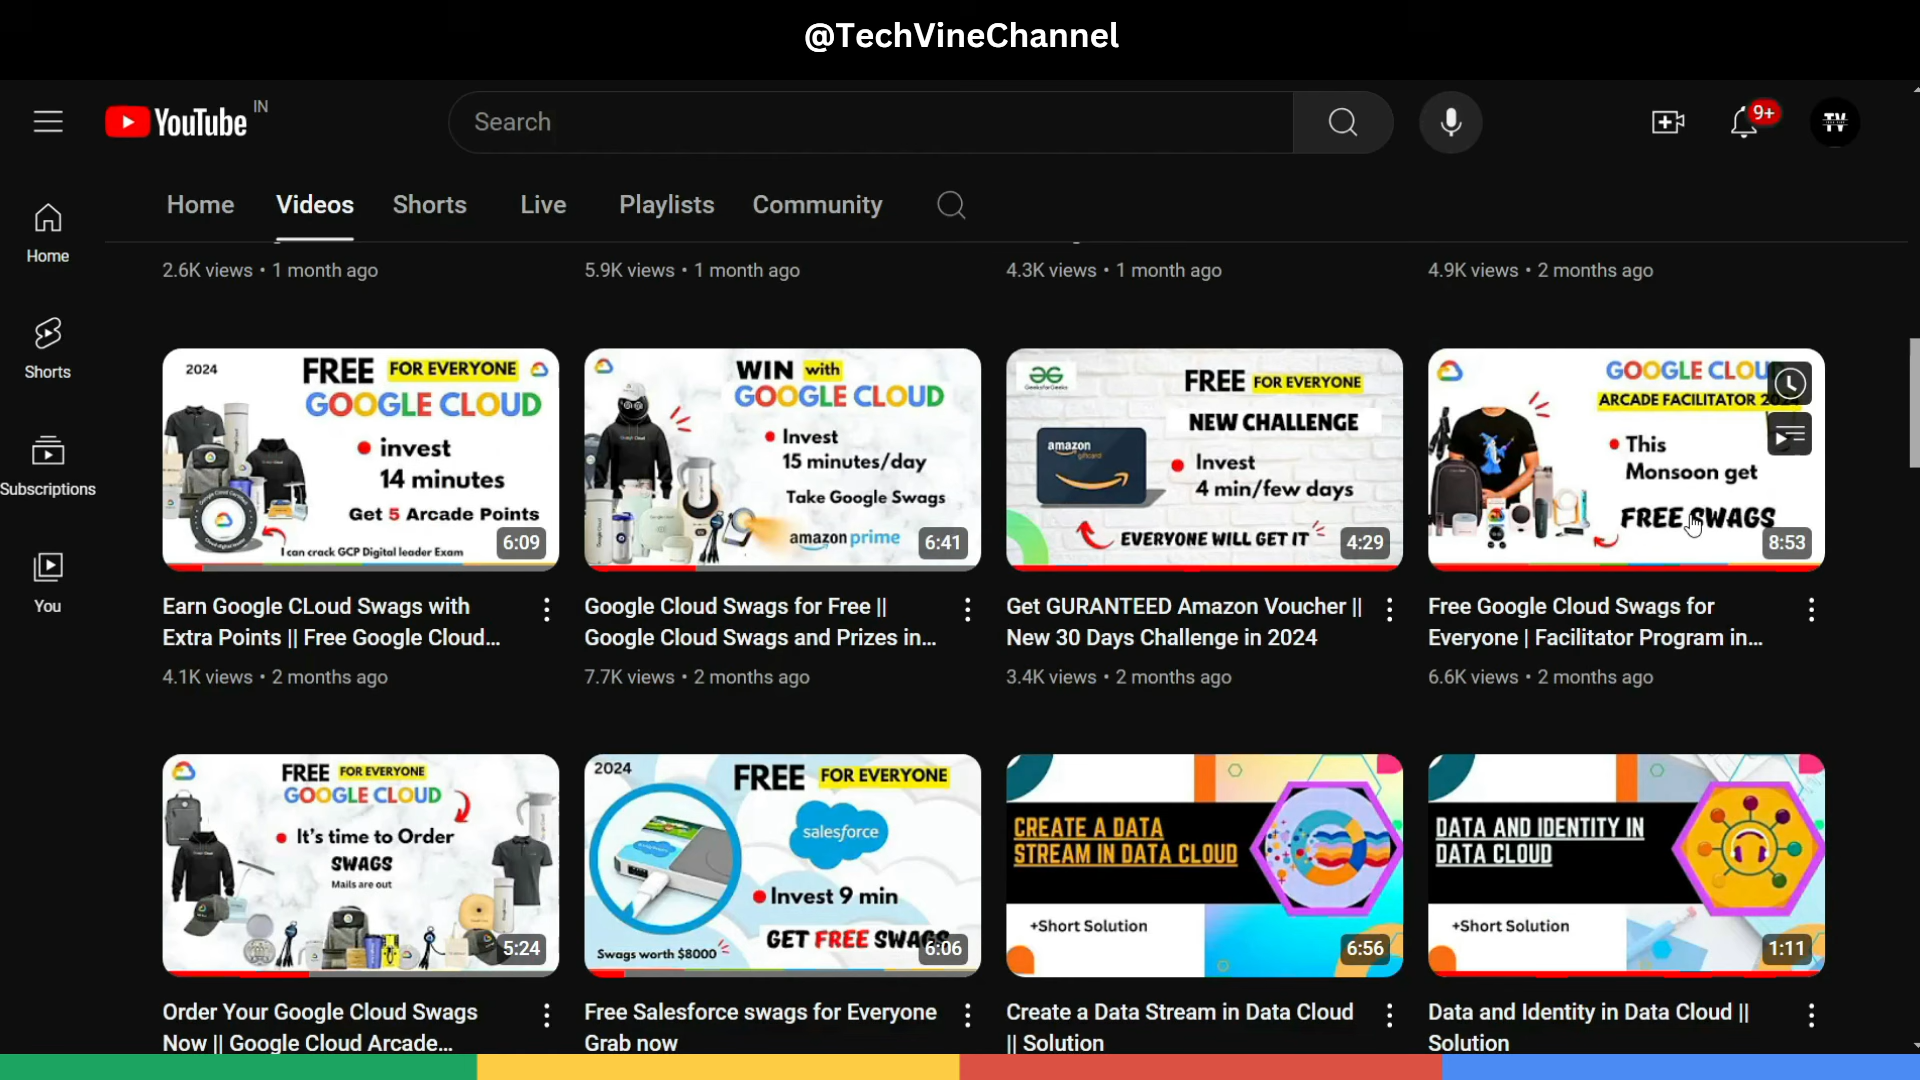 @TechVineChannel
YouTube IN
Search
9+
TV
Home
Videos
Shorts
Live
Playlists
Community
Home
Shorts
Subscriptions
You
2.6K views • 1 month ago
5.9K views • 1 month ago
4.3K views • 1 month ago
4.9K views • 2 months ago
2024
FREE FOR EVERYONE
GOOGLE CLOUD
invest
14 minutes
Get 5 Arcade Points
I can crack GCP Digital leader Exam
6:09
Earn Google CLoud Swags with
Extra Points || Free Google Cloud...
4.1K views • 2 months ago
WIN with
GOOGLE CLOUD
Invest
15 minutes/day
Take Google Swags
amazon prime
6:41
Google Cloud Swags for Free ||
Google Cloud Swags and Prizes in...
7.7K views • 2 months ago
GeeksforGeeks
FREE FOR EVERYONE
NEW CHALLENGE
amazon
giftcard
Invest
4 min/few days
EVERYONE WILL GET IT
4:29
Get GURANTEED Amazon Voucher ||
New 30 Days Challenge in 2024
3.4K views • 2 months ago
GOOGLE CLOU
ARCADE FACILITATOR 2024
This
Monsoon get
FREE SWAGS
8:53
Free Google Cloud Swags for
Everyone | Facilitator Program in...
6.6K views • 2 months ago
FREE FOR EVERYONE
GOOGLE CLOUD
It's time to Order
SWAGS
Mails are out
5:24
Order Your Google Cloud Swags
Now || Google Cloud Arcade...
2024
FREE FOR EVERYONE
salesforce
Invest 9 min
GET FREE SWAGS
Swags worth $8000
6:06
Free Salesforce swags for Everyone
Grab now
CREATE A DATA
STREAM IN DATA CLOUD
+Short Solution
6:56
Create a Data Stream in Data Cloud
|| Solution
DATA AND IDENTITY IN
DATA CLOUD
+Short Solution
1:11
Data and Identity in Data Cloud ||
Solution